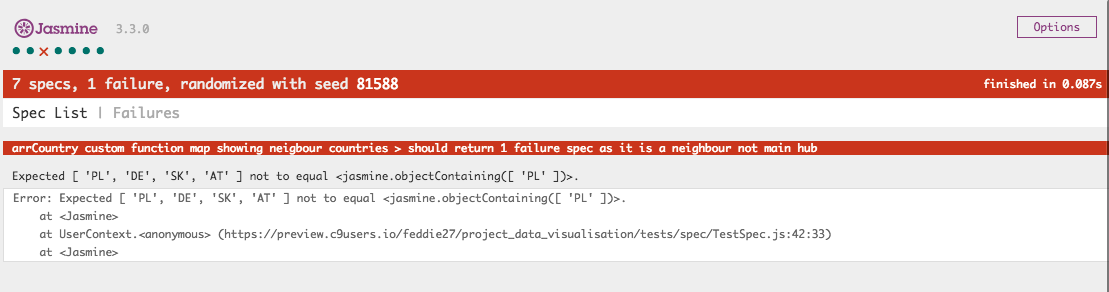 Jasmine 3.3.0 Options
7 specs, 1 failure, randomized with seed 81588 finished in 0.087s
Spec List | Failures
arrCountry custom function map showing neigbour countries > should return 1 failure spec as it is a neighbour not main hub
Expected [ 'PL', 'DE', 'SK', 'AT' ] not to equal <jasmine.objectContaining([ 'PL' ])>.
Error: Expected [ 'PL', 'DE', 'SK', 'AT' ] not to equal <jasmine.objectContaining([ 'PL' ])>.
at <Jasmine>
at UserContext.<anonymous> (https://preview.c9users.io/feddie27/project_data_visualisation/tests/spec/TestSpec.js:42:33)
at <Jasmine>